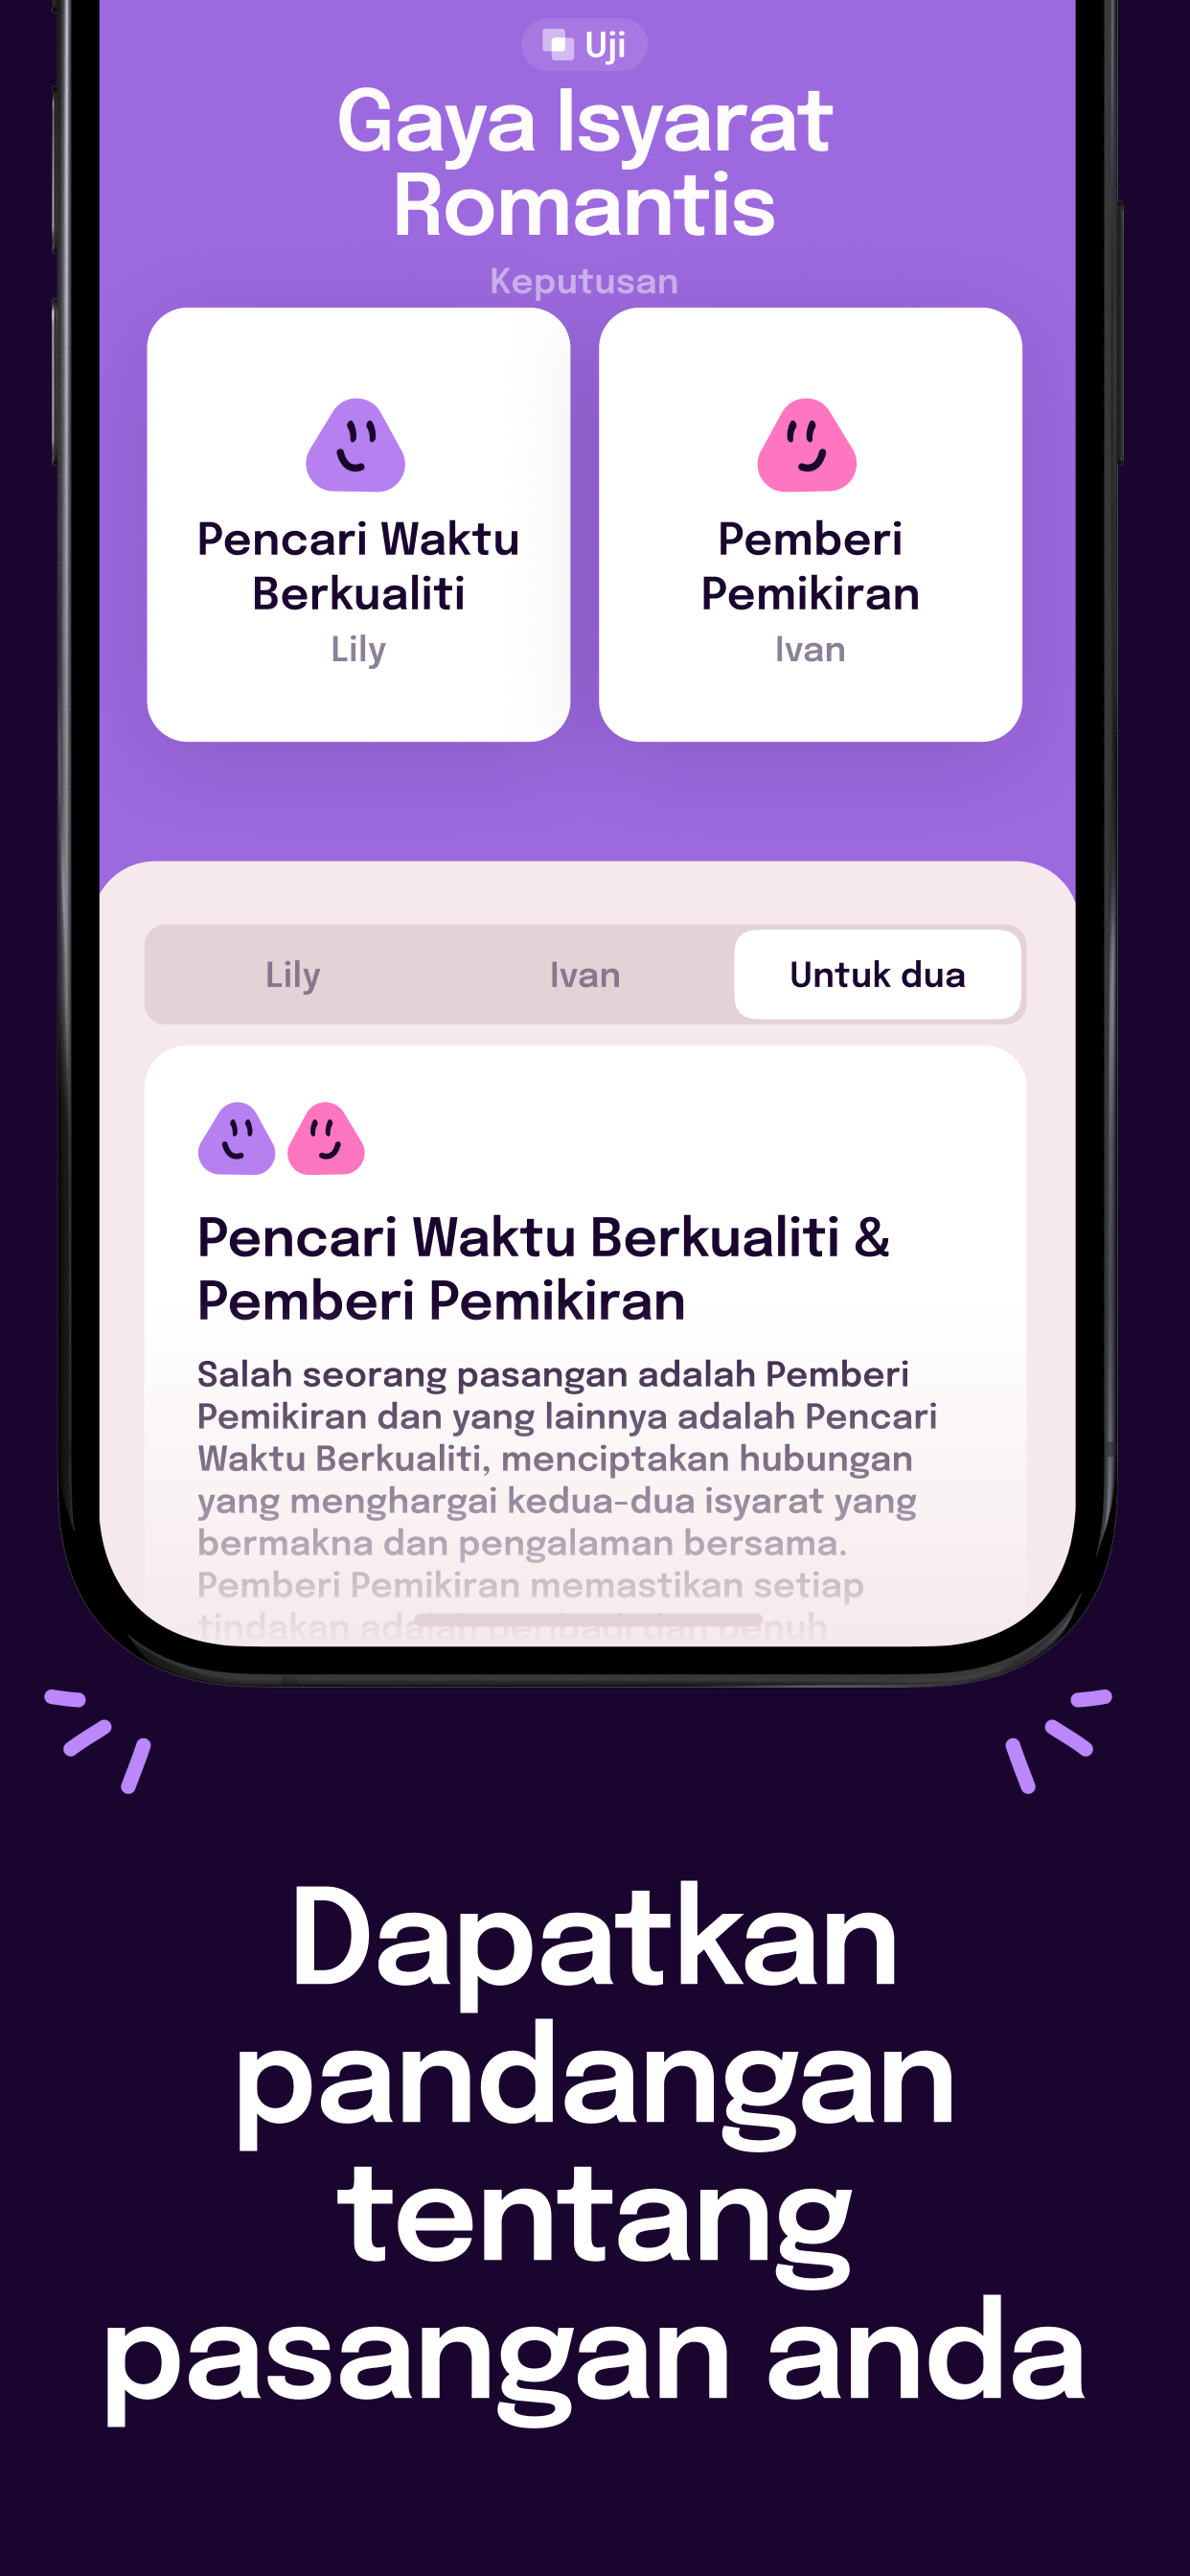 Uji
Gaya Isyarat
Romantis
Keputusan
Pencari Waktu
Berkualiti
Lily
Pemberi
Pemikiran
Ivan
Lily
Ivan
Untuk dua
Pencari Waktu Berkualiti &
Pemberi Pemikiran
Salah seorang pasangan adalah Pemberi
Pemikiran dan yang lainnya adalah Pencari
Waktu Berkualiti, menciptakan hubungan
yang menghargai kedua-dua isyarat yang
bermakna dan pengalaman bersama.
Pemberi Pemikiran memastikan setiap
tindakan adalah peribadi dan penuh
Dapatkan
pandangan
tentang
pasangan anda